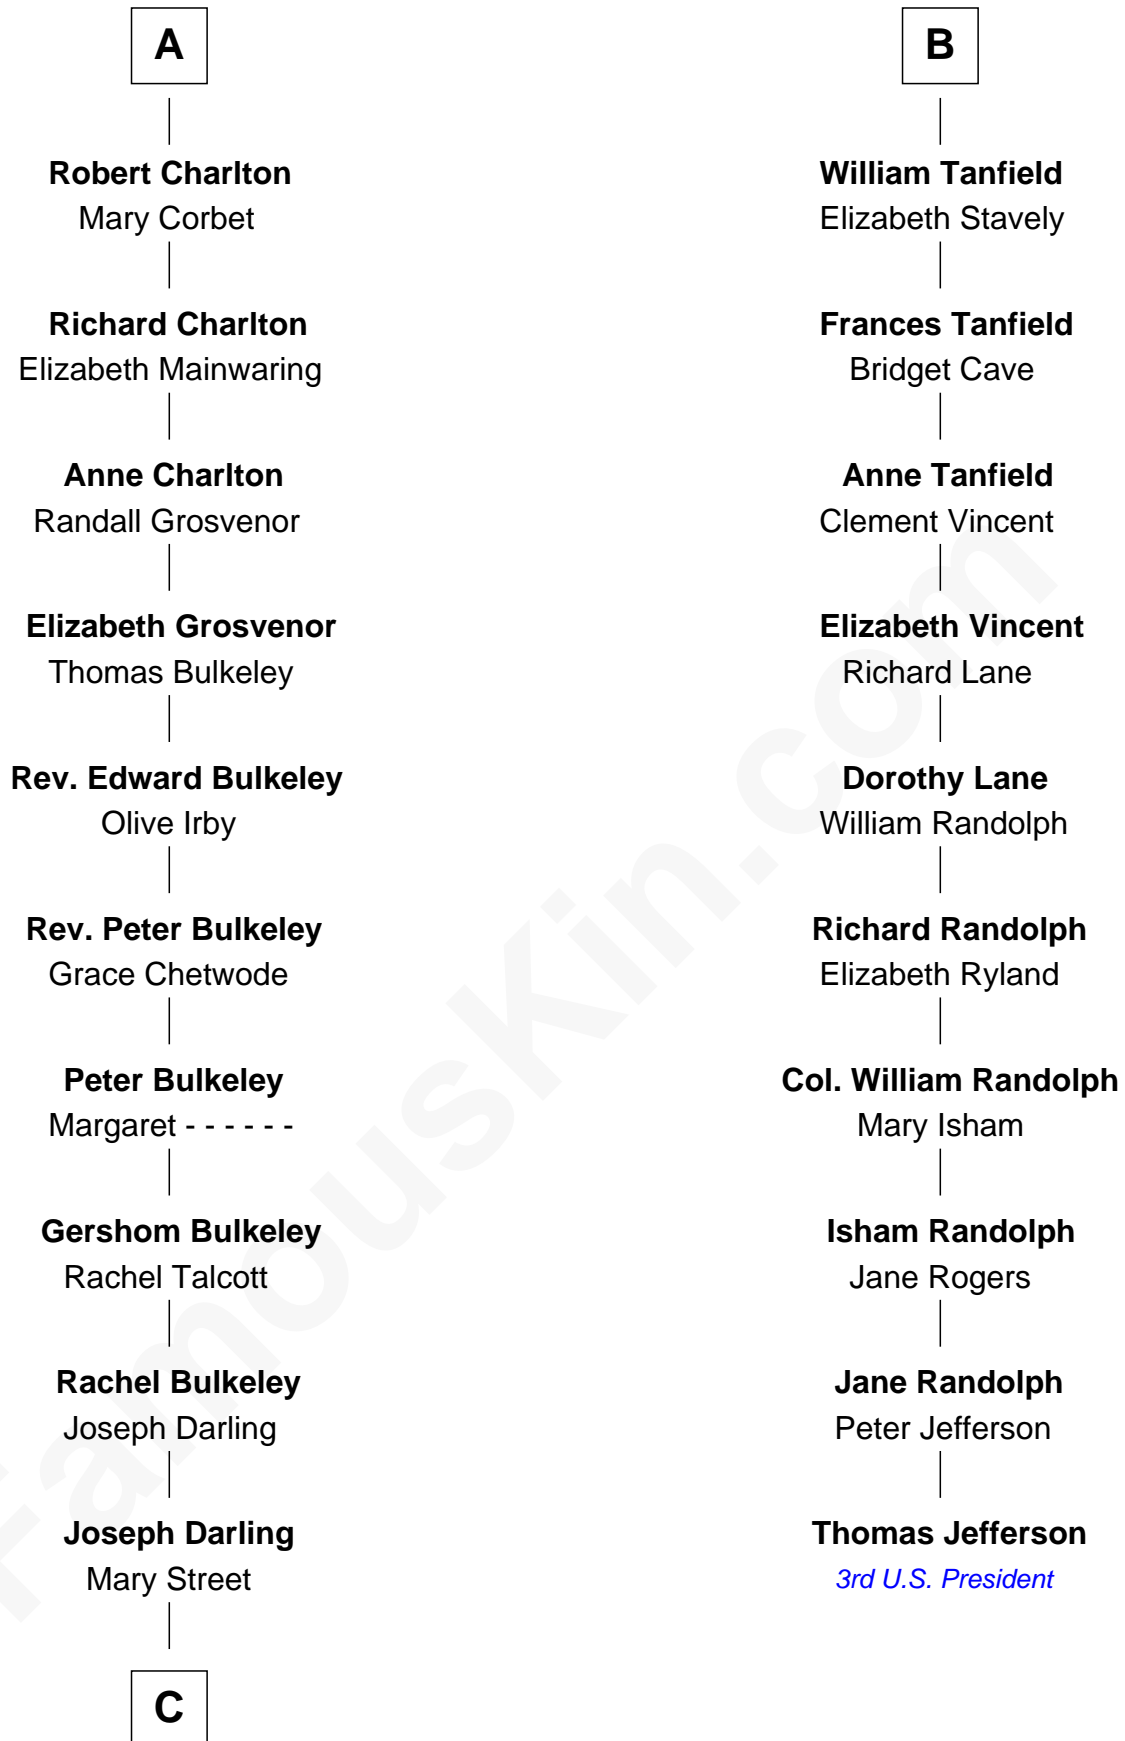 A
Robert Charlton
Mary Corbet
Richard Charlton
Elizabeth Mainwaring
Anne Charlton
Randall Grosvenor
Elizabeth Grosvenor
Thomas Bulkeley
Rev. Edward Bulkeley
Olive Irby
Rev. Peter Bulkeley
Grace Chetwode
Peter Bulkeley
Margaret - - - - - -
Gershom Bulkeley
Rachel Talcott
Rachel Bulkeley
Joseph Darling
Joseph Darling
Mary Street
C
B
William Tanfield
Elizabeth Stavely
Frances Tanfield
Bridget Cave
Anne Tanfield
Clement Vincent
Elizabeth Vincent
Richard Lane
Dorothy Lane
William Randolph
Richard Randolph
Elizabeth Ryland
Col. William Randolph
Mary Isham
Isham Randolph
Jane Rogers
Jane Randolph
Peter Jefferson
Thomas Jefferson
3rd U.S. President
FamousKin.com